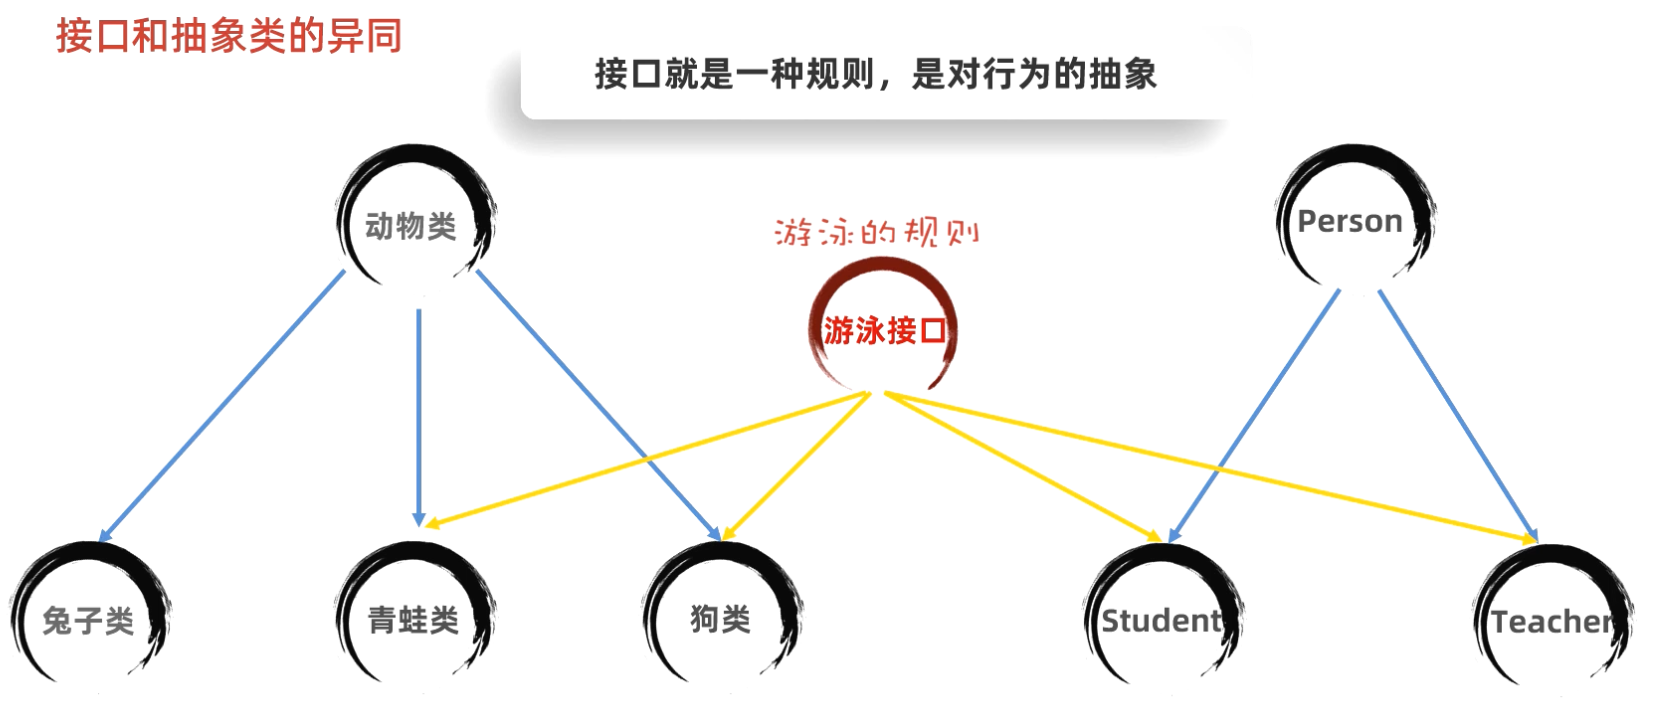 接口和抽象类的异同
接口就是一种规则，是对行为的抽象
动物类
Person
游泳的规则
游泳接口
兔子类
青蛙类
狗类
Student
Teacher